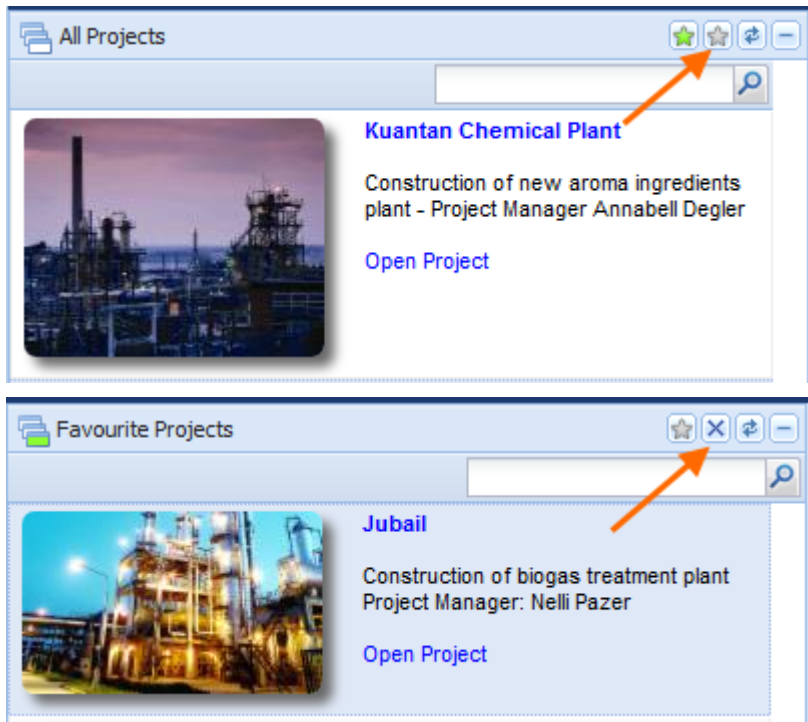 All Projects
Kuantan Chemical Plant
Construction of new aroma ingredients
plant - Project Manager Annabell Degler
Open Project
Favourite Projects
Jubail
Construction of biogas treatment plant
Project Manager: Nelli Pazer
Open Project